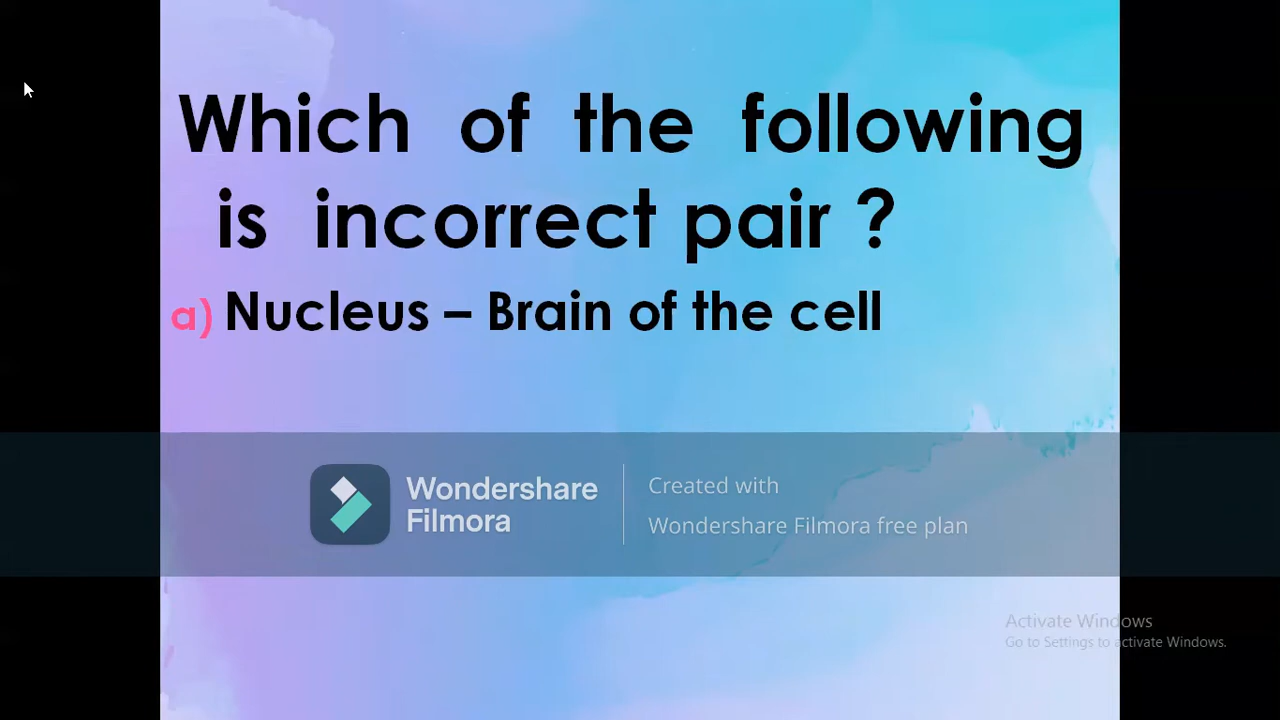 Which of the following
is incorrect pair ?
a) Nucleus – Brain of the cell
Wondershare
Filmora
Created with
Wondershare Filmora free plan
Activate Windows
Go to Settings to activate Windows.